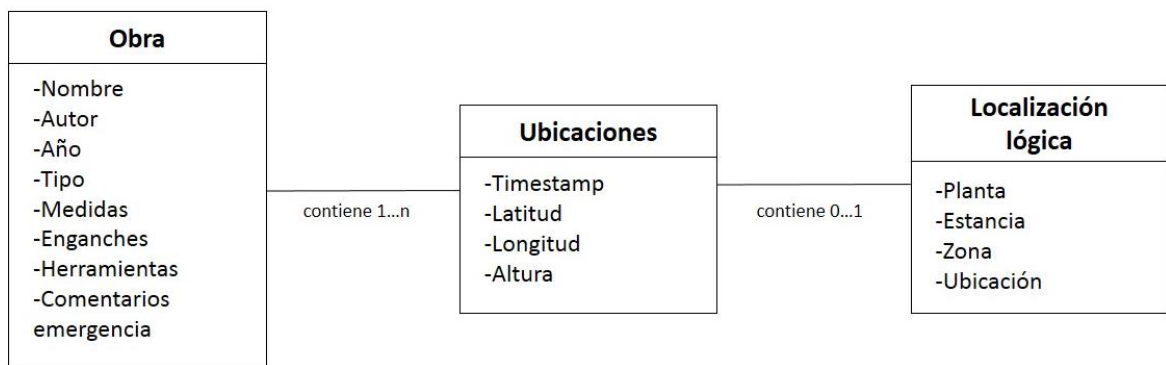 Obra
-Nombre
-Autor
-Año
-Tipo
-Medidas
-Enganches
-Herramientas
-Comentarios
emergencia
contiene 1...n
Ubicaciones
-Timestamp
-Latitud
-Longitud
-Altura
contiene 0...1
Localización
lógica
-Planta
-Estancia
-Zona
-Ubicación